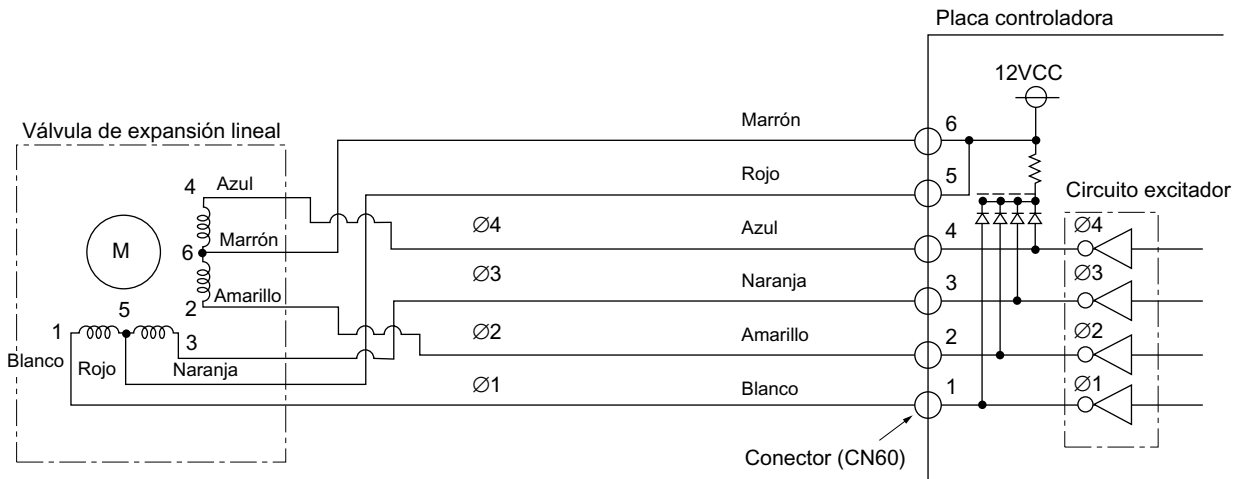 Placa controladora
12VCC
Válvula de expansión lineal
Marrón
6
Rojo
5
Circuito excitador
4
Azul
∅4
Azul
4
∅4
M
6
Marrón
∅3
Naranja
3
∅3
2
Amarillo
5
1
3
∅2
Amarillo
2
∅2
Blanco
Rojo
Naranja
∅1
Blanco
1
∅1
Conector (CN60)